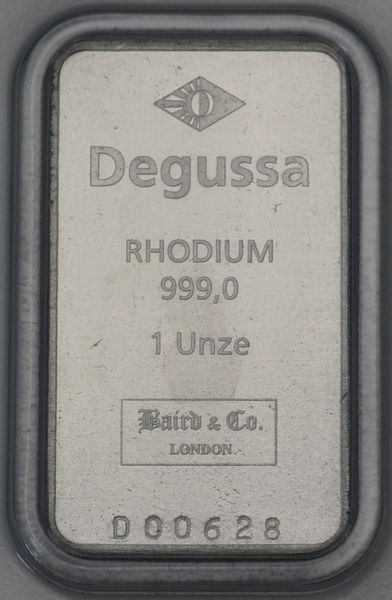 Degussa
RHODIUM
999,0
1 Unze
Baird & Co.
LONDON
D00628